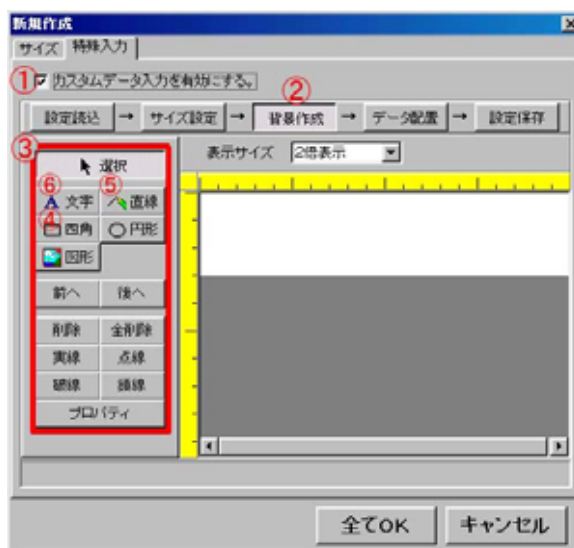 新規作成
サイズ 特殊入力
① カスタムデータ入力を有効にする。
②
設定読込 → サイズ設定 → 背景作成 → データ配置 → 設定保存
③
選択 表示サイズ 2倍表示
⑥ ⑤
A 文字 直線
④
四角 円形
図形
前へ 後へ
削除 全削除
実線 点線
破線 鎖線
プロパティ
全てOK キャンセル